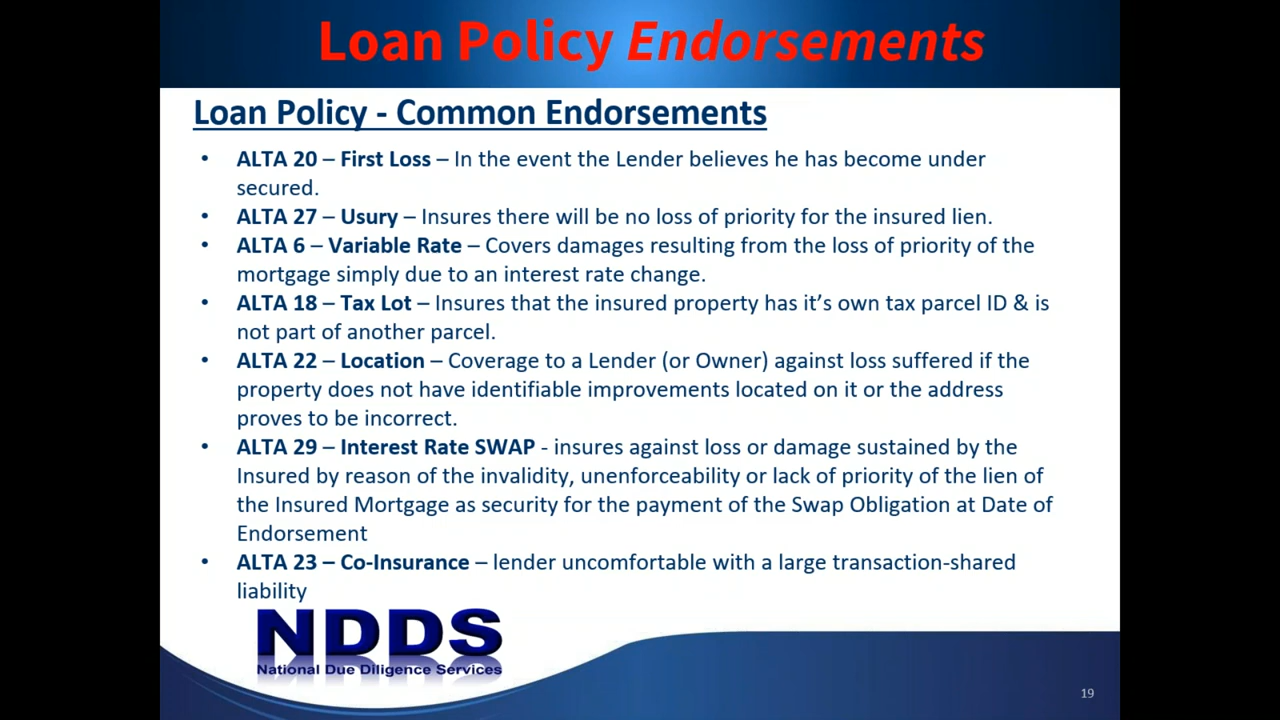 Loan Policy Endorsements
Loan Policy - Common Endorsements
• ALTA 20 – First Loss – In the event the Lender believes he has become under
secured.
• ALTA 27 – Usury – Insures there will be no loss of priority for the insured lien.
• ALTA 6 – Variable Rate – Covers damages resulting from the loss of priority of the
mortgage simply due to an interest rate change.
• ALTA 18 – Tax Lot – Insures that the insured property has it’s own tax parcel ID & is
not part of another parcel.
• ALTA 22 – Location – Coverage to a Lender (or Owner) against loss suffered if the
property does not have identifiable improvements located on it or the address
proves to be incorrect.
• ALTA 29 – Interest Rate SWAP - insures against loss or damage sustained by the
Insured by reason of the invalidity, unenforceability or lack of priority of the lien of
the Insured Mortgage as security for the payment of the Swap Obligation at Date of
Endorsement
• ALTA 23 – Co-Insurance – lender uncomfortable with a large transaction-shared
liability
NDDS
National Due Diligence Services
19